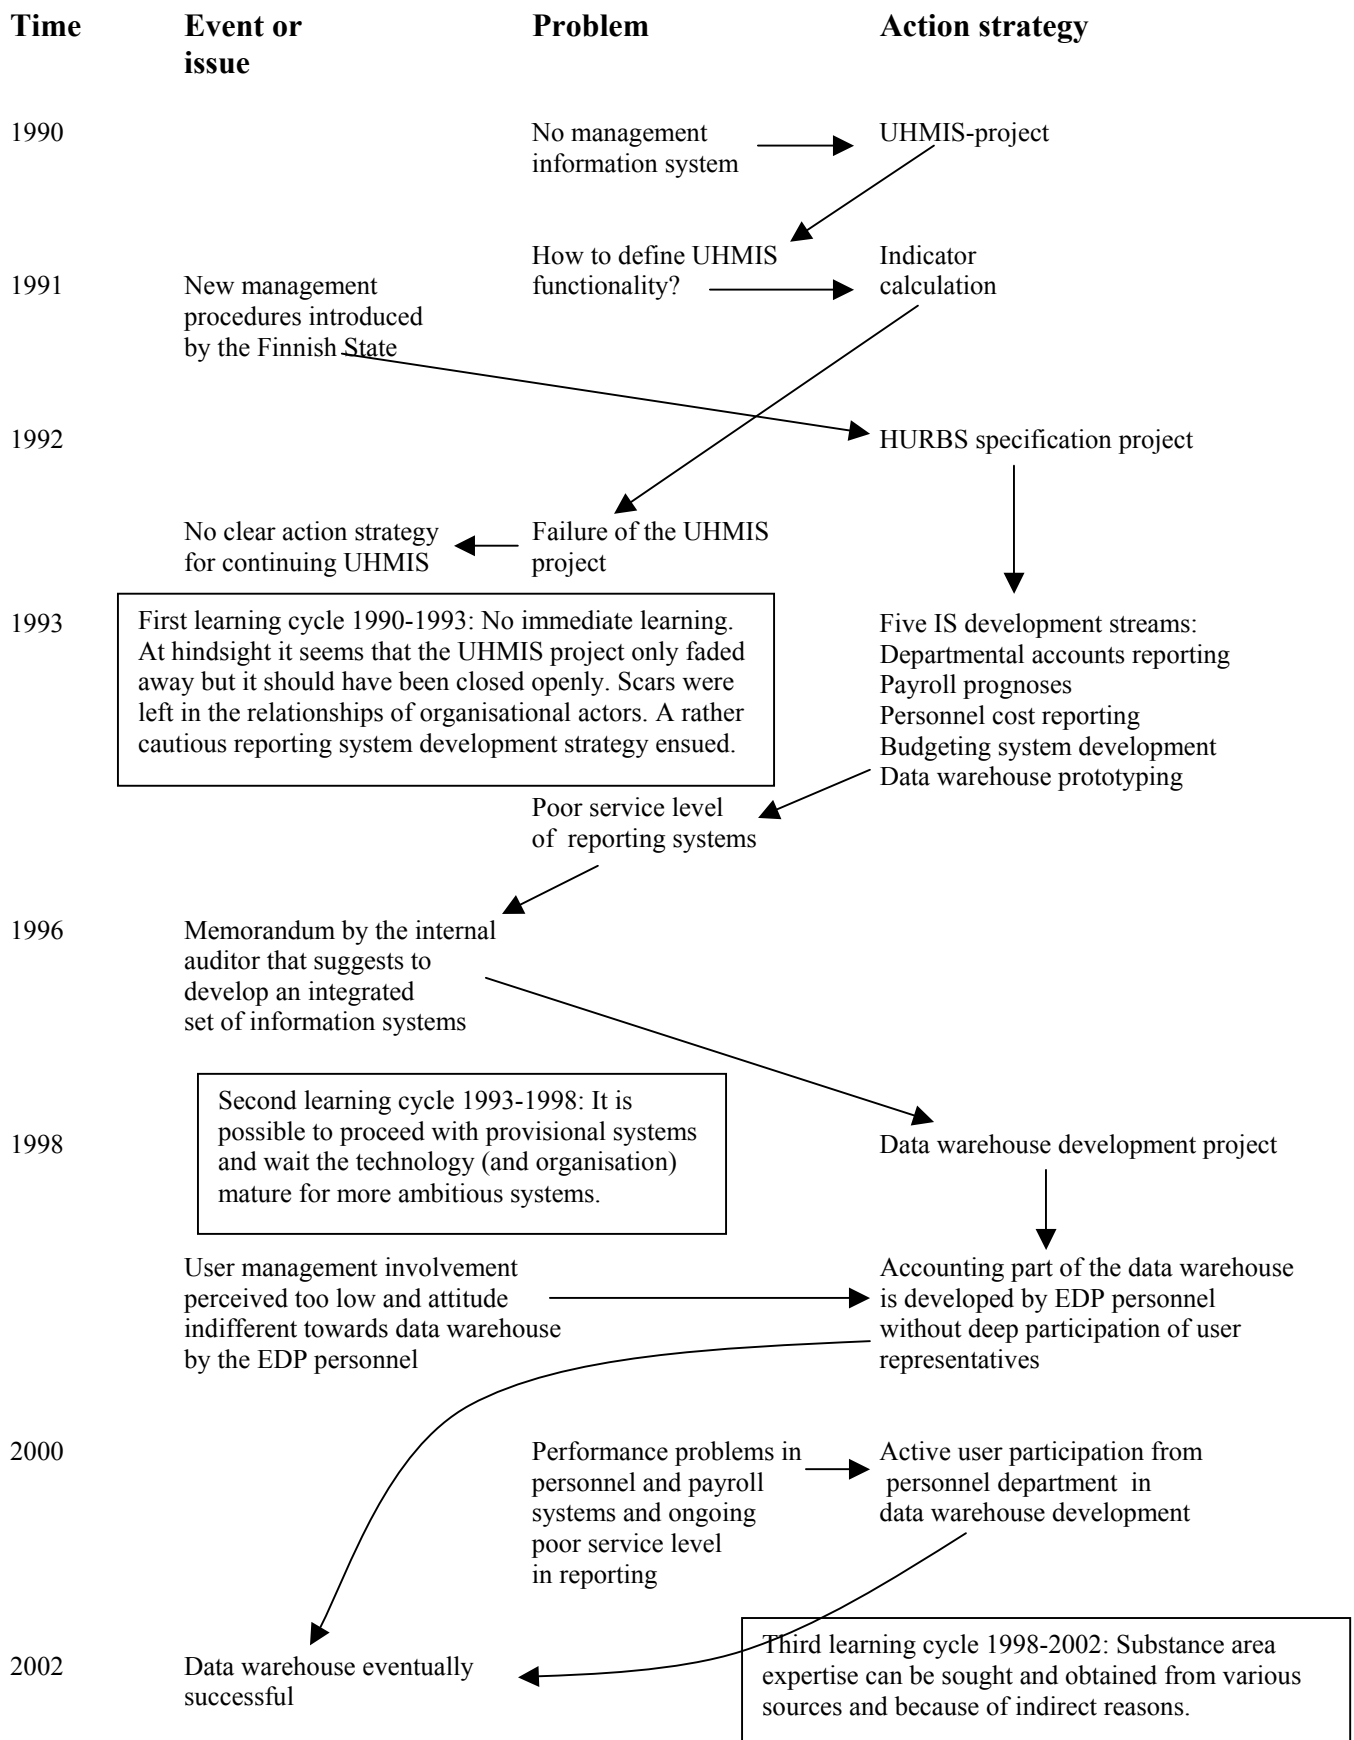 Time
Event or
issue
Problem
Action strategy
1990
No management
information system
UHMIS-project
1991
New management
procedures introduced
by the Finnish State
How to define UHMIS
functionality?
Indicator
calculation
1992
HURBS specification project
No clear action strategy
for continuing UHMIS
Failure of the UHMIS
project
1993
First learning cycle 1990-1993: No immediate learning.
At hindsight it seems that the UHMIS project only faded
away but it should have been closed openly. Scars were
left in the relationships of organisational actors. A rather
cautious reporting system development strategy ensued.
Five IS development streams:
Departmental accounts reporting
Payroll prognoses
Personnel cost reporting
Budgeting system development
Data warehouse prototyping
Poor service level
of reporting systems
1996
Memorandum by the internal
auditor that suggests to
develop an integrated
set of information systems
1998
Second learning cycle 1993-1998: It is
possible to proceed with provisional systems
and wait the technology (and organisation)
mature for more ambitious systems.
Data warehouse development project
User management involvement
perceived too low and attitude
indifferent towards data warehouse
by the EDP personnel
Accounting part of the data warehouse
is developed by EDP personnel
without deep participation of user
representatives
2000
Performance problems in
personnel and payroll
systems and ongoing
poor service level
in reporting
Active user participation from
personnel department in
data warehouse development
2002
Data warehouse eventually
successful
Third learning cycle 1998-2002: Substance area
expertise can be sought and obtained from various
sources and because of indirect reasons.